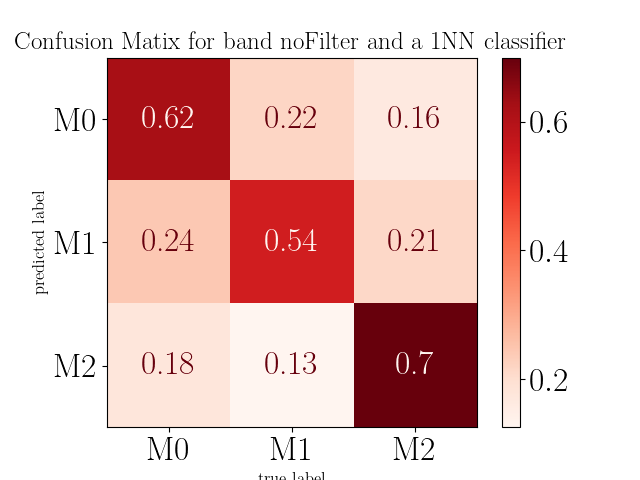 Confusion Matix for band noFilter and a 1NN classifier
M0 0.62 0.22 0.16
M1 0.24 0.54 0.21
M2 0.18 0.13 0.7
M0 M1 M2
predicted label
true label
0.6
0.4
0.2